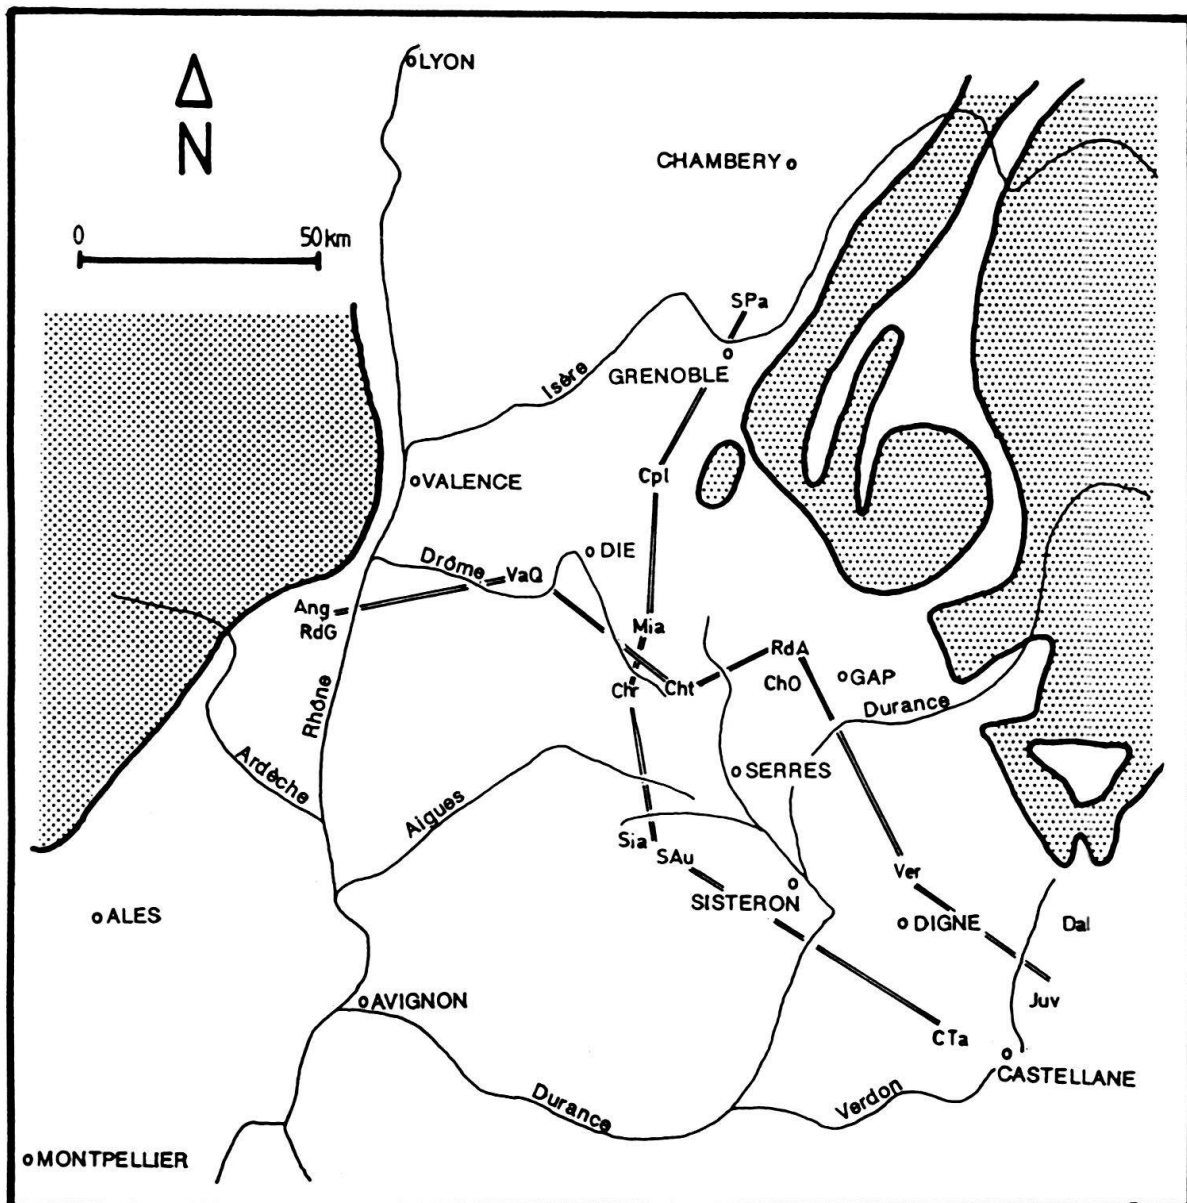 LYON
N
CHAMBERY
0 50km
SPa
GRENOBLE
Isère
Cpl
VALENCE
DIE
Drôme
VaQ
Ang
RdG
Mia
RdA
Chr
Cht
ChO
GAP
Rhône
Durance
SERRES
Ardèche
Aigues
Sia
SAu
Ver
SISTERON
ALES
DIGNE
Dal
AVIGNON
Juv
CTa
CASTELLANE
Durance
Verdon
MONTPELLIER